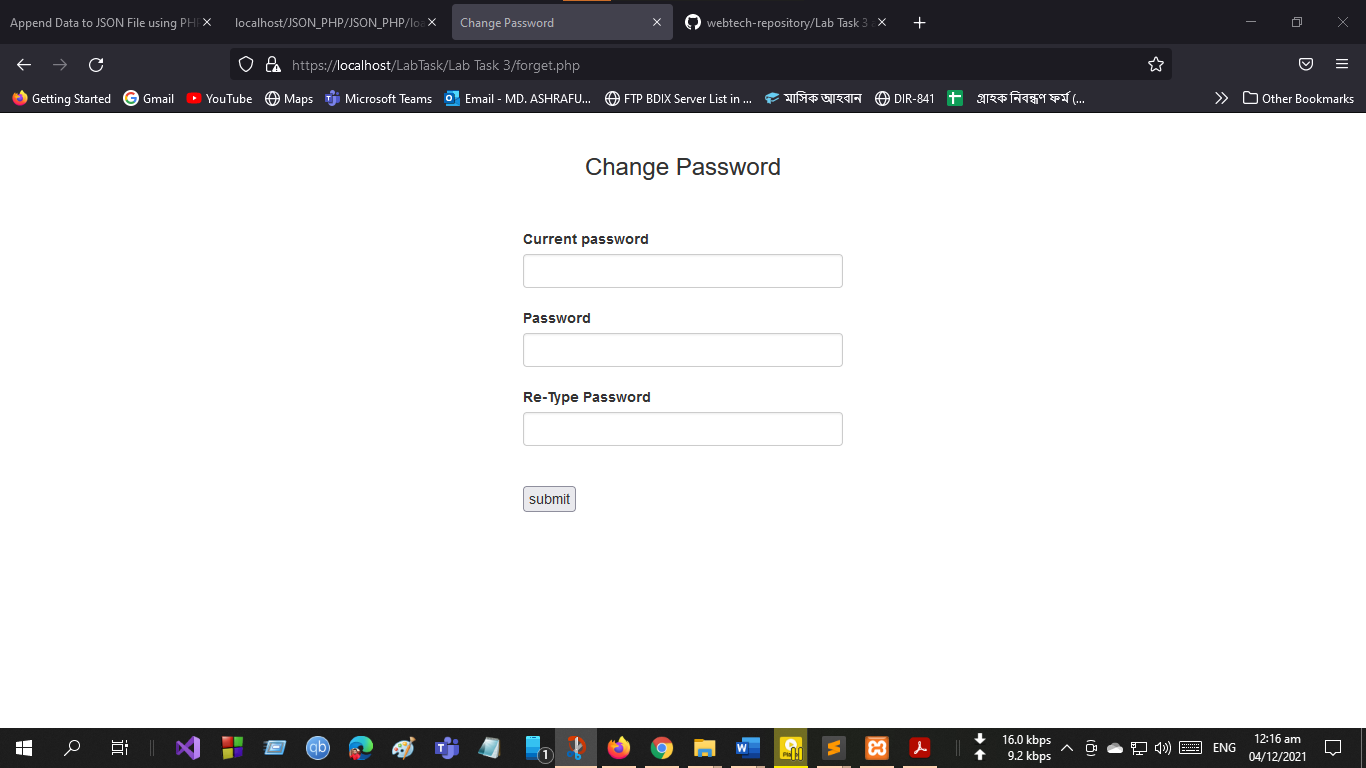 Append Data to JSON File using PH
localhost/JSON_PHP/JSON_PHP/loa
Change Password
webtech-repository/Lab Task 3 a
https://localhost/LabTask/Lab Task 3/forget.php
Getting Started
Gmail
YouTube
Maps
Microsoft Teams
Email - MD. ASHRAFU...
FTP BDIX Server List in ...
মাসিক আহবান
DIR-841
গ্রাহক নিবন্ধণ ফর্ম (...
Other Bookmarks
Change Password
Current password
Password
Re-Type Password
submit
qb
1
16.0 kbps
9.2 kbps
ENG
12:16 am
04/12/2021